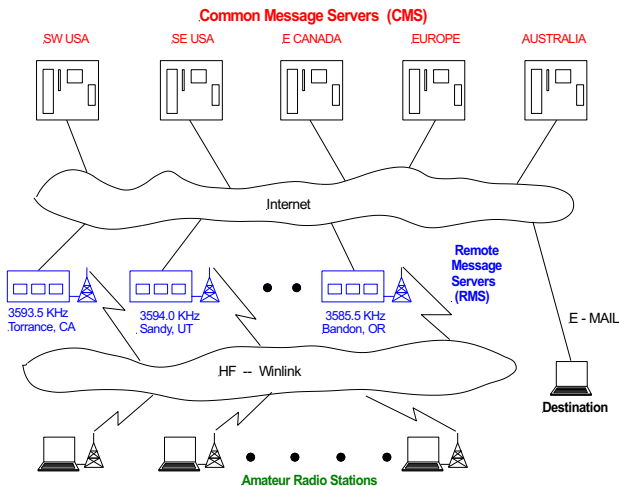 Common Message Servers (CMS)
SW USA
SE USA
E CANADA
EUROPE
AUSTRALIA
Internet
Remote
Message
Servers
(RMS)
3593.5 KHz
Torrance, CA
3594.0 KHz
Sandy, UT
3585.5 KHz
Bandon, OR
E - MAIL
HF -- Winlink
Destination
Amateur Radio Stations